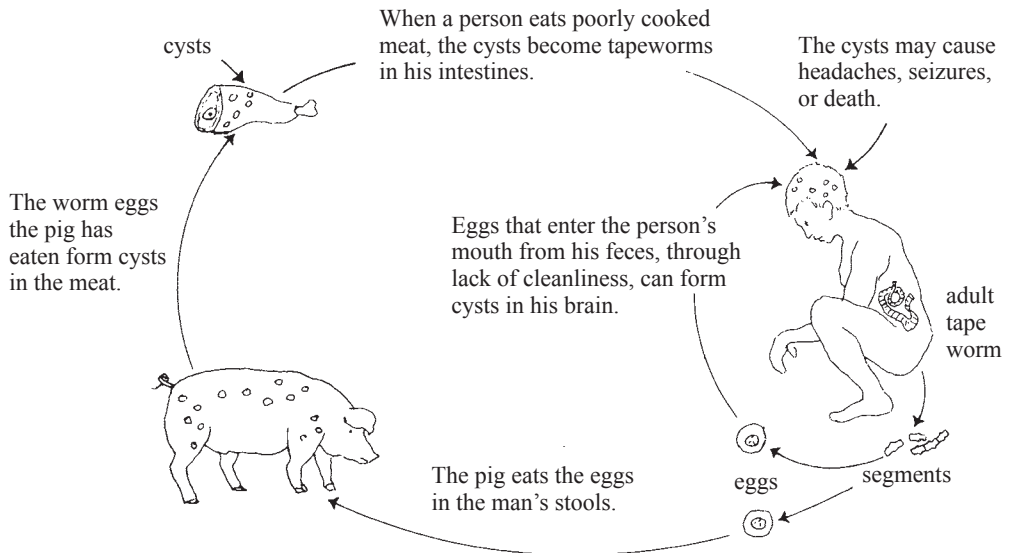 cysts
When a person eats poorly cooked
meat, the cysts become tapeworms
in his intestines.
The cysts may cause
headaches, seizures,
or death.
The worm eggs
the pig has
eaten form cysts
in the meat.
Eggs that enter the person's
mouth from his feces, through
lack of cleanliness, can form
cysts in his brain.
adult
tape
worm
The pig eats the eggs
in the man's stools.
eggs
segments